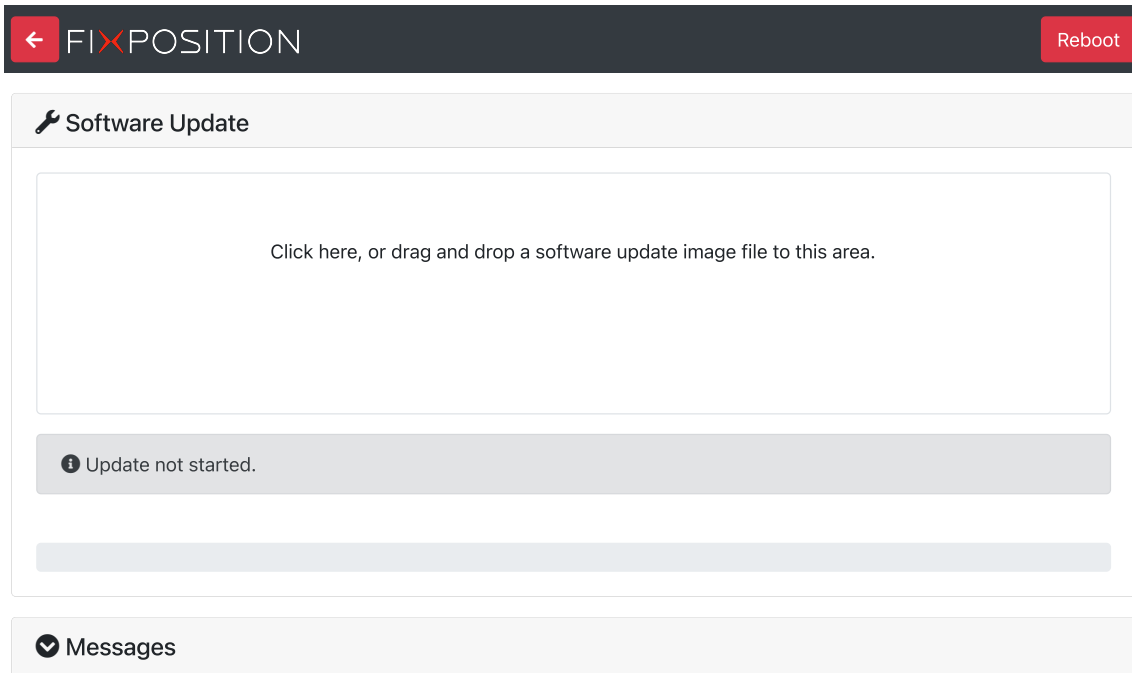 FIXPOSITION
Reboot
Software Update
Click here, or drag and drop a software update image file to this area.
Update not started.
Messages